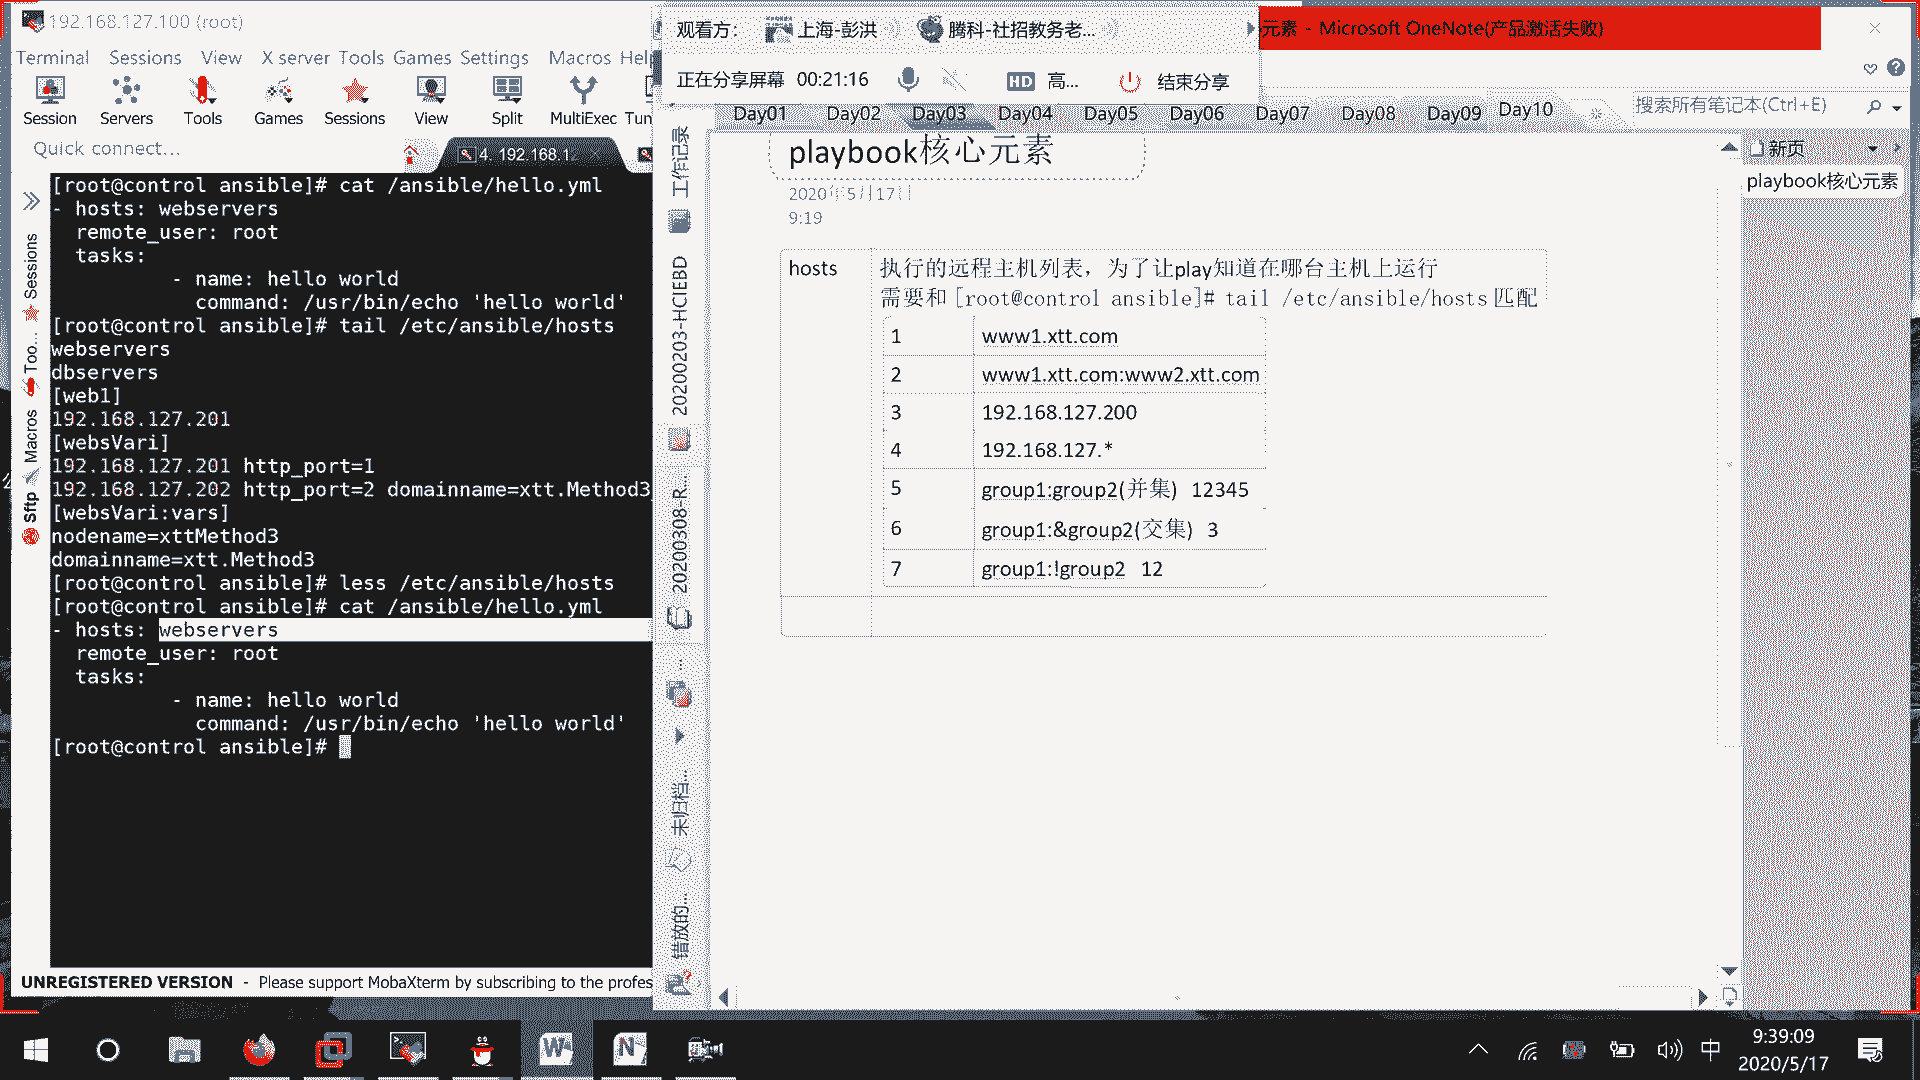 192.168.127.100 (root)
Terminal Sessions View X server Tools Games Settings Macros Help
Session Servers Tools Games Sessions View Split MultiExec Tun
Quick connect...
4. 192.168.12
[root@control ansible]# cat /ansible/hello.yml
- hosts: webservers
remote_user: root
tasks:
- name: hello world
command: /usr/bin/echo 'hello world'
[root@control ansible]# tail /etc/ansible/hosts
webservers
dbservers
[web1]
192.168.127.201
[websVari]
192.168.127.201 http_port=1
192.168.127.202 http_port=2 domainname=xtt.Method3
[websVari:vars]
nodename=xttMethod3
domainname=xtt.Method3
[root@control ansible]# less /etc/ansible/hosts
[root@control ansible]# cat /ansible/hello.yml
- hosts: webservers
remote_user: root
tasks:
- name: hello world
command: /usr/bin/echo 'hello world'
[root@control ansible]#
Sessions
Too...
Macros
Sftp
UNREGISTERED VERSION - Please support MobaXterm by subscribing to the profes
观看方: 上海-彭洪 腾科-社招教务老...
正在分享屏幕 00:21:16 HD 高... 结束分享
元素 - Microsoft OneNote(产品激活失败)
Day01 Day02 Day03 Day04 Day05 Day06 Day07 Day08 Day09 Day10
搜索所有笔记本(Ctrl+E)
新页
playbook核心元素
工作记录
20200203-HCIEBD
20200308-R...
...
未归档...
错放的...
playbook核心元素
2020年5月17日
9:19
hosts
执行的远程主机列表，为了让play知道在哪台主机上运行
需要和 [root@control ansible]# tail /etc/ansible/hosts 匹配
1 www1.xtt.com
2 www1.xtt.com:www2.xtt.com
3 192.168.127.200
4 192.168.127.*
5 group1:group2(并集) 12345
6 group1:&group2(交集) 3
7 group1:!group2 12
中
9:39:09
2020/5/17